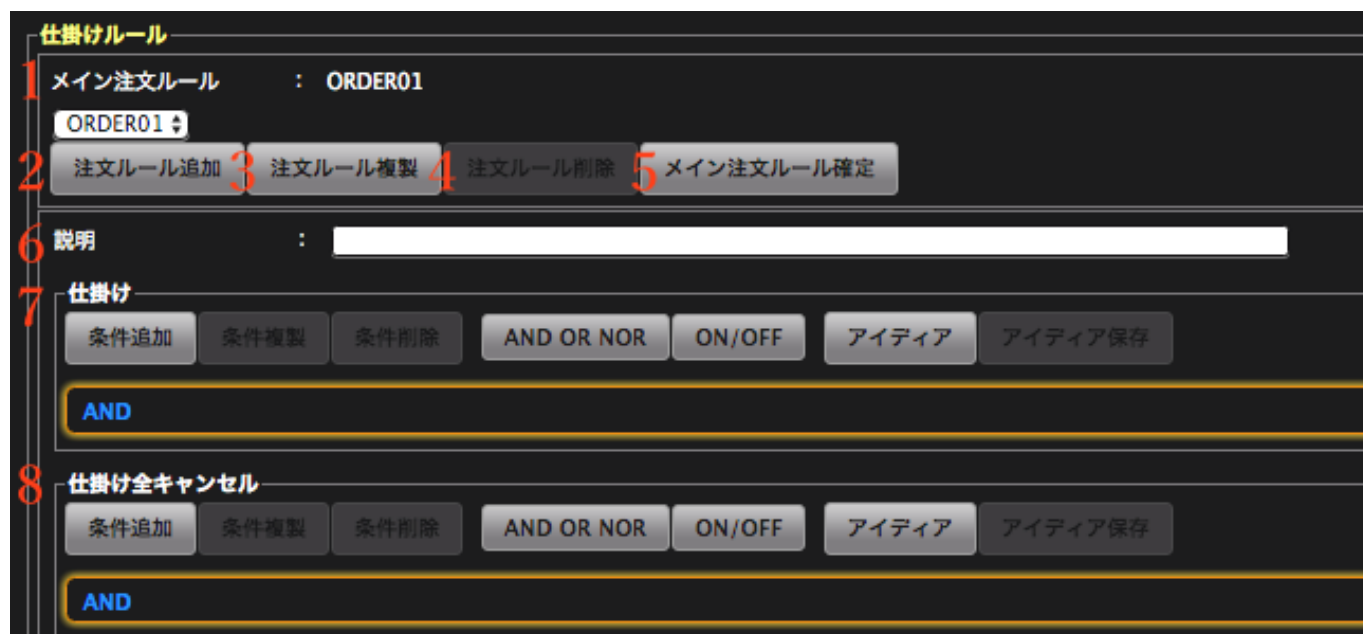 仕掛けルール
1 メイン注文ルール : ORDER01
ORDER01
2 注文ルール追加 3 注文ルール複製 4 注文ルール削除 5 メイン注文ルール確定
6 説明 :
7 仕掛け
条件追加 条件複製 条件削除 AND OR NOR ON/OFF アイディア アイディア保存
AND
8 仕掛け全キャンセル
条件追加 条件複製 条件削除 AND OR NOR ON/OFF アイディア アイディア保存
AND